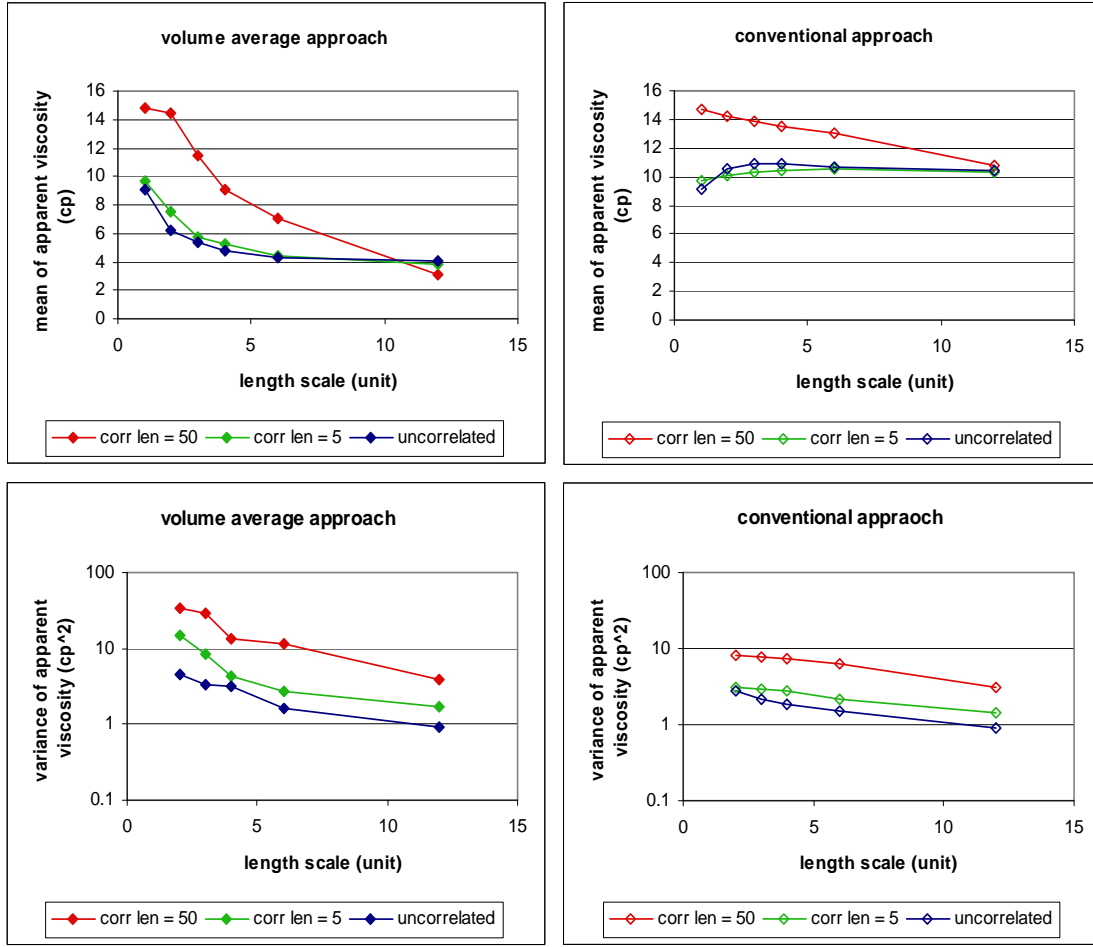 volume average approach
mean of apparent viscosity
(cp)
16
14
12
10
8
6
4
2
0
0 5 10 15
length scale (unit)
corr len = 50 corr len = 5 uncorrelated
conventional approach
mean of apparent viscosity
(cp)
16
14
12
10
8
6
4
2
0
0 5 10 15
length scale (unit)
corr len = 50 corr len = 5 uncorrelated
volume average approach
variance of apparent
viscosity (cp^2)
100
10
1
0.1
0 5 10 15
length scale (unit)
corr len = 50 corr len = 5 uncorrelated
conventional appraoch
variance of apparent
viscosity (cp^2)
100
10
1
0.1
0 5 10 15
length scale (unit)
corr len = 50 corr len = 5 uncorrelated